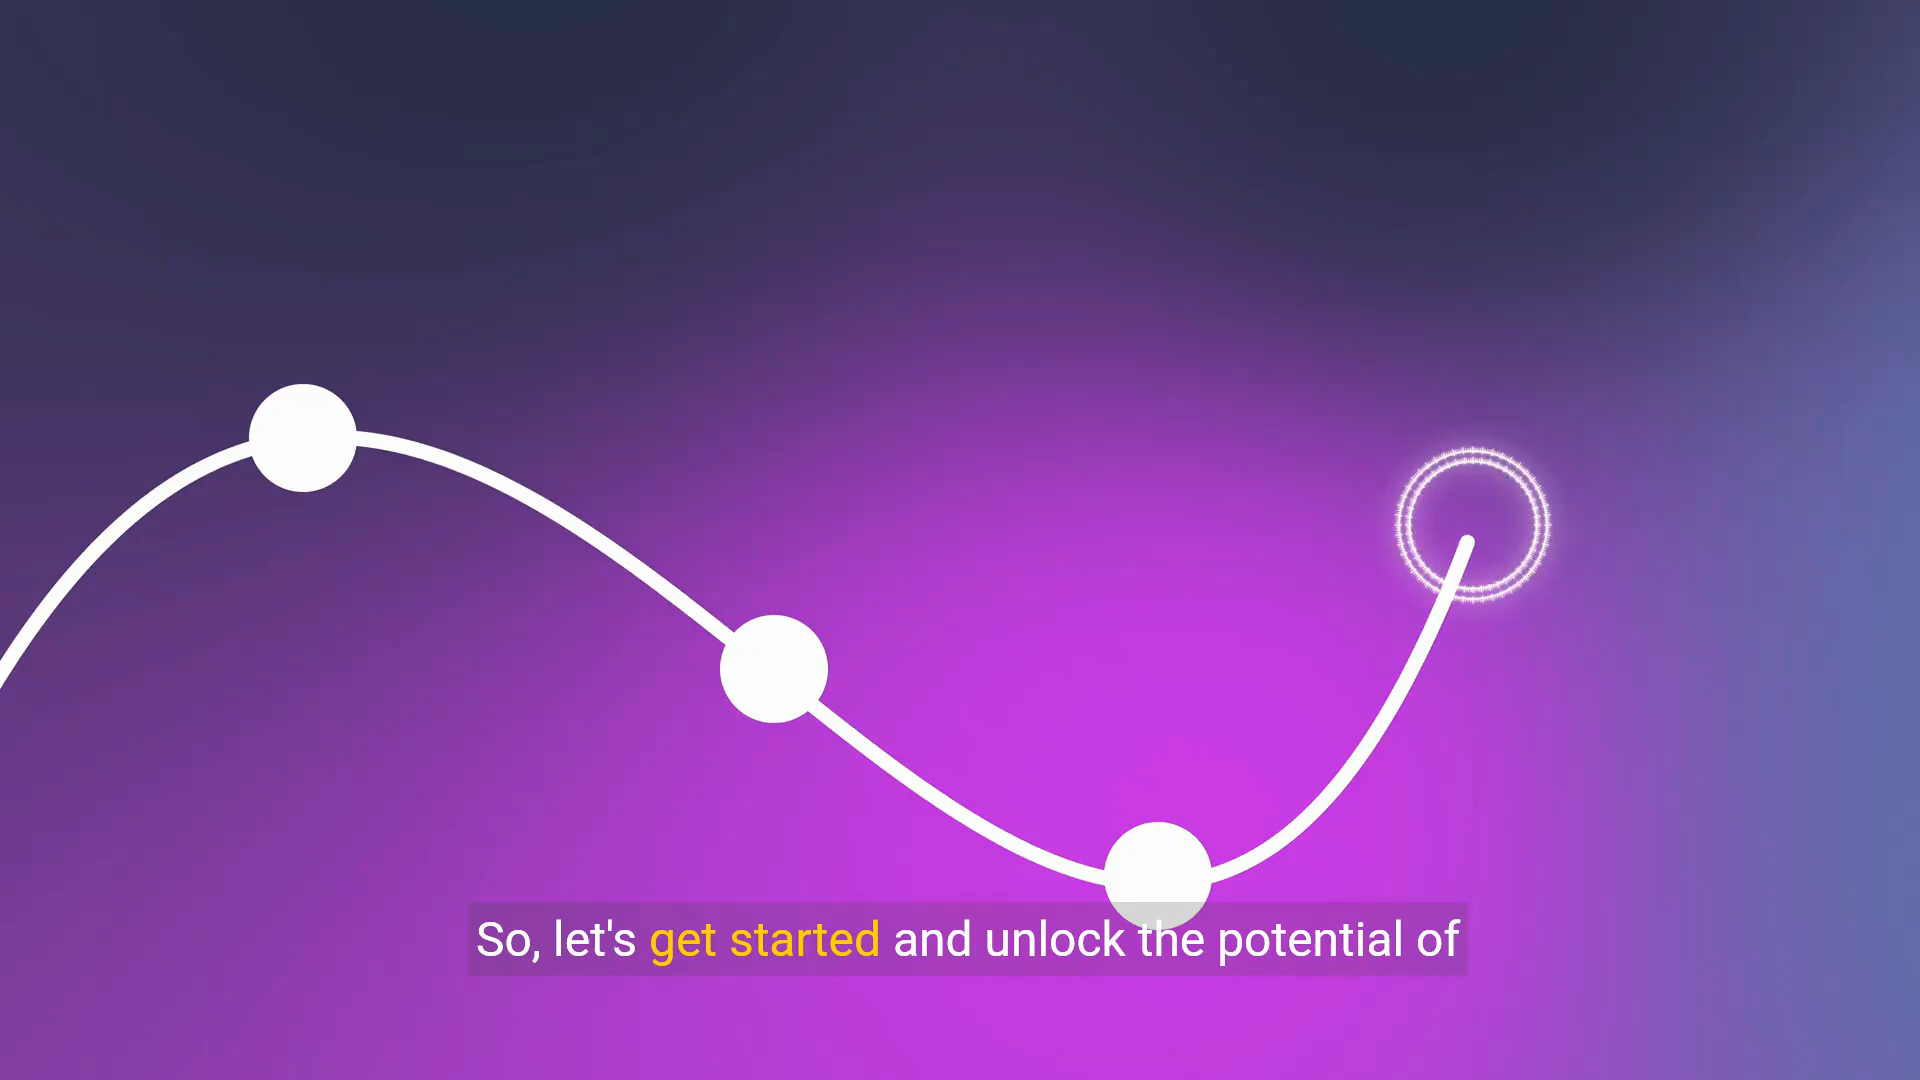 So, let's get started and unlock the potential of